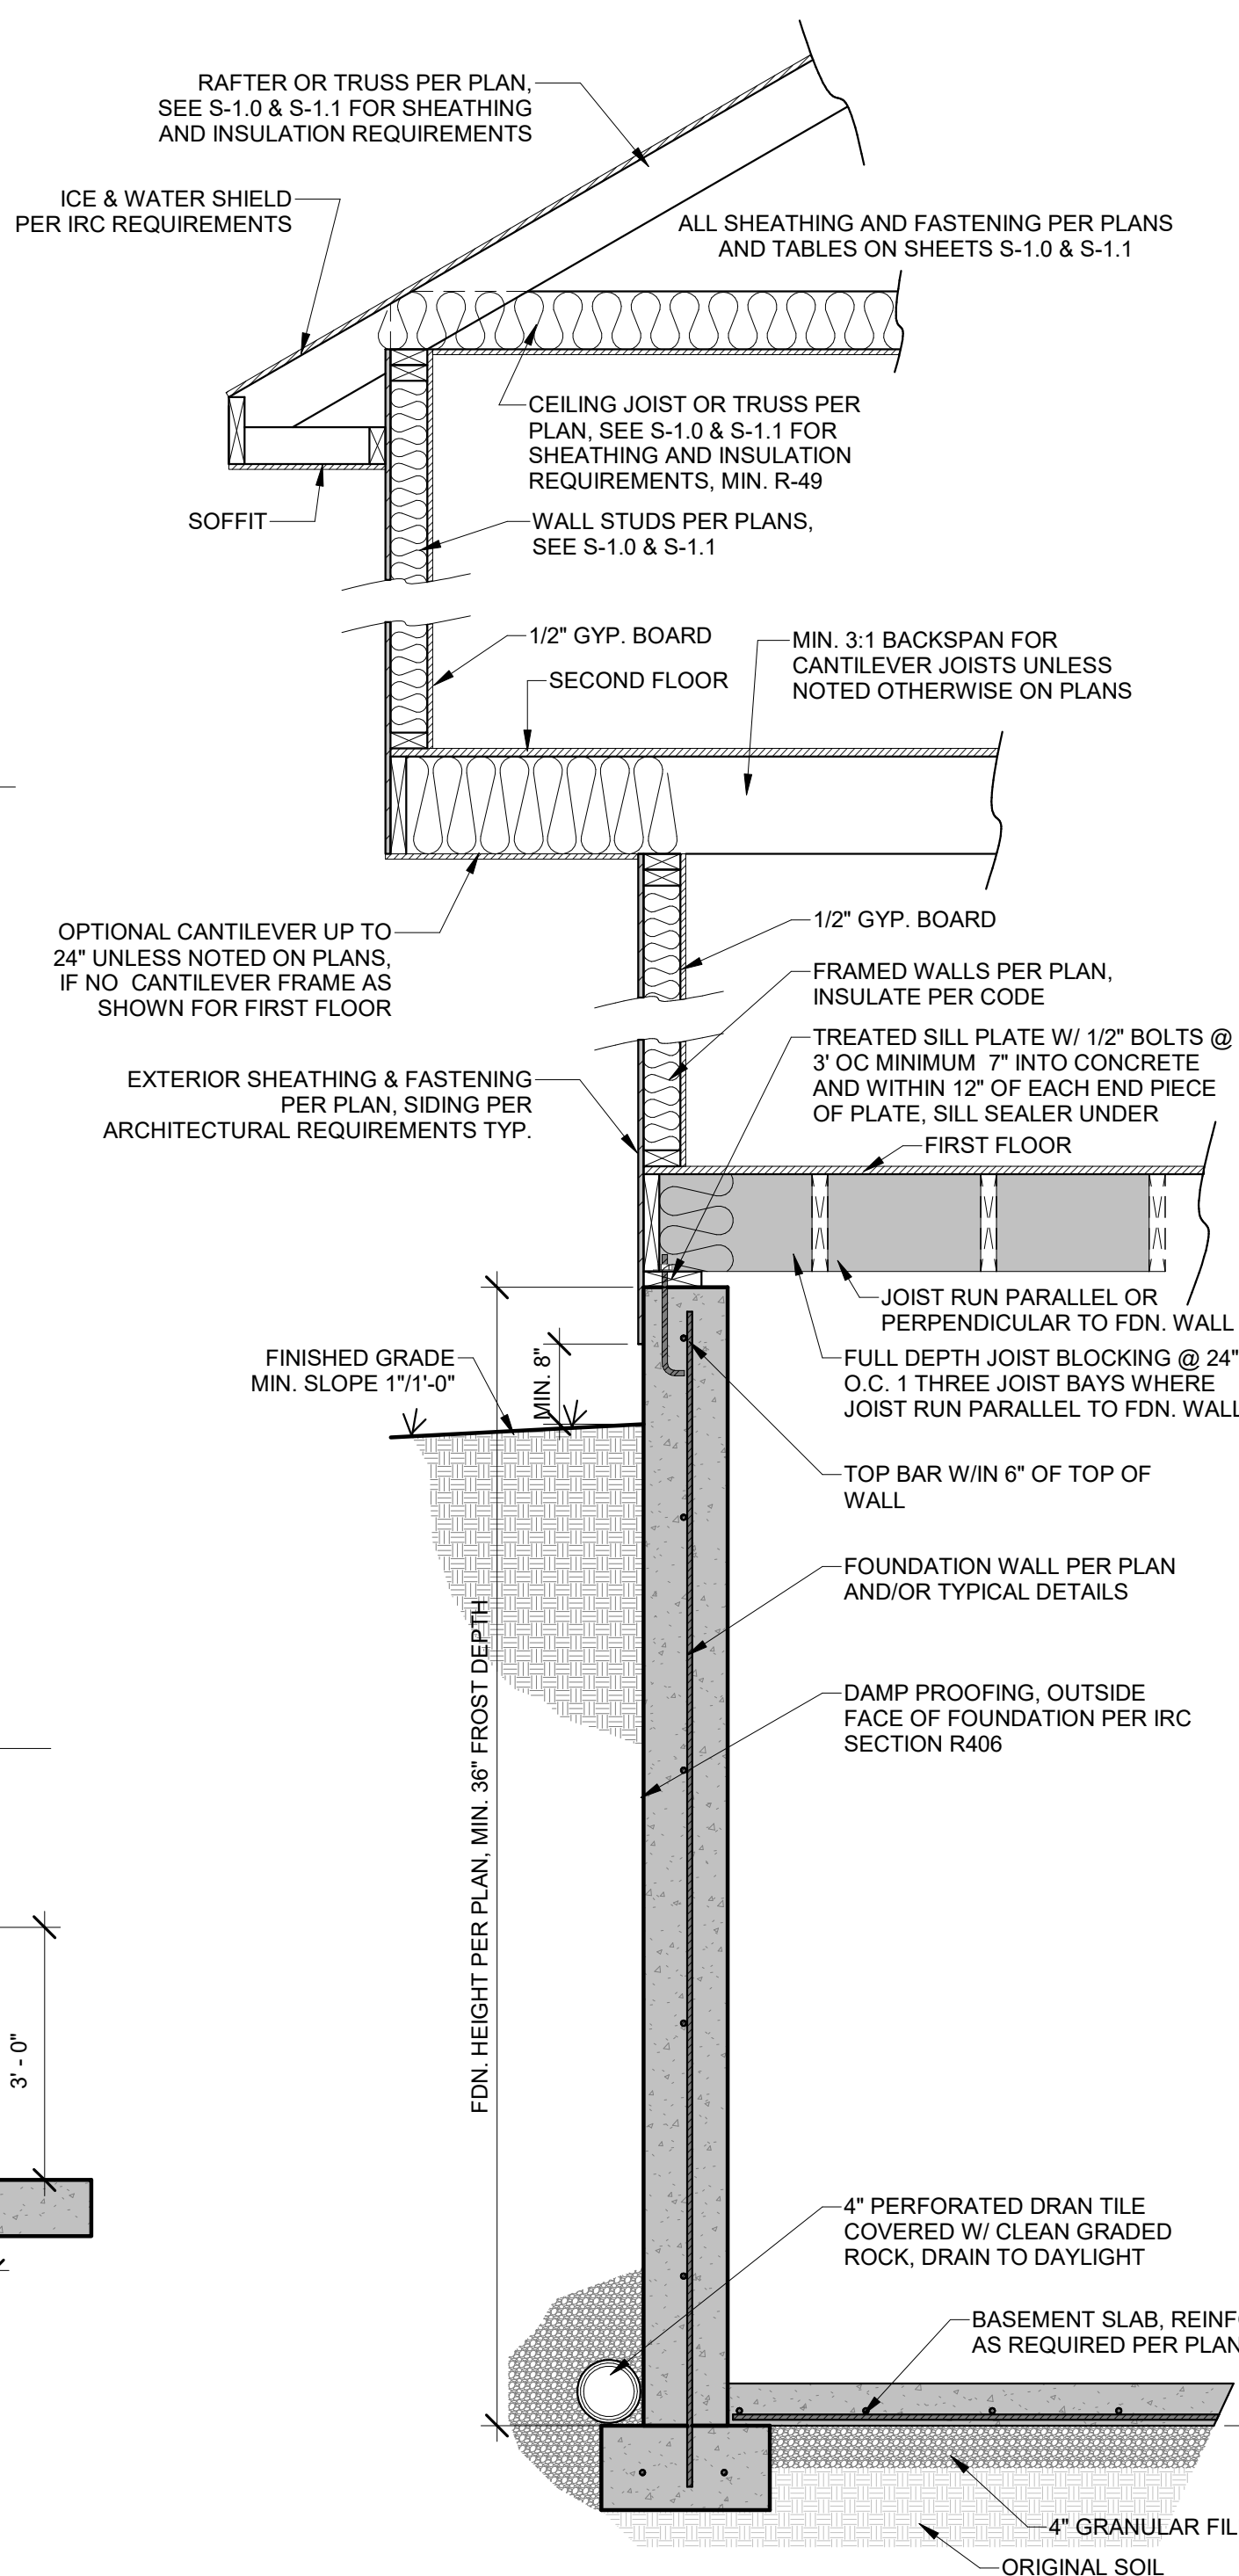 RAFTER OR TRUSS PER PLAN,
SEE S-1.0 & S-1.1 FOR SHEATHING
AND INSULATION REQUIREMENTS
ICE & WATER SHIELD
PER IRC REQUIREMENTS
ALL SHEATHING AND FASTENING PER PLANS
AND TABLES ON SHEETS S-1.0 & S-1.1
CEILING JOIST OR TRUSS PER
PLAN, SEE S-1.0 & S-1.1 FOR
SHEATHING AND INSULATION
REQUIREMENTS, MIN. R-49
SOFFIT
WALL STUDS PER PLANS,
SEE S-1.0 & S-1.1
1/2" GYP. BOARD
SECOND FLOOR
MIN. 3:1 BACKSPAN FOR
CANTILEVER JOISTS UNLESS
NOTED OTHERWISE ON PLANS
OPTIONAL CANTILEVER UP TO
24" UNLESS NOTED ON PLANS,
IF NO CANTILEVER FRAME AS
SHOWN FOR FIRST FLOOR
1/2" GYP. BOARD
FRAMED WALLS PER PLAN,
INSULATE PER CODE
TREATED SILL PLATE W/ 1/2" BOLTS @
3' OC MINIMUM 7" INTO CONCRETE
AND WITHIN 12" OF EACH END PIECE
OF PLATE, SILL SEALER UNDER
EXTERIOR SHEATHING & FASTENING
PER PLAN, SIDING PER
ARCHITECTURAL REQUIREMENTS TYP.
FIRST FLOOR
JOIST RUN PARALLEL OR
PERPENDICULAR TO FDN. WALL
FINISHED GRADE
MIN. SLOPE 1"/1'-0"
MIN. 8"
FULL DEPTH JOIST BLOCKING @ 24"
O.C. 1 THREE JOIST BAYS WHERE
JOIST RUN PARALLEL TO FDN. WALL
TOP BAR W/IN 6" OF TOP OF
WALL
FOUNDATION WALL PER PLAN
AND/OR TYPICAL DETAILS
FDN. HEIGHT PER PLAN, MIN. 36" FROST DEPTH
DAMP PROOFING, OUTSIDE
FACE OF FOUNDATION PER IRC
SECTION R406
3' - 0"
4" PERFORATED DRAN TILE
COVERED W/ CLEAN GRADED
ROCK, DRAIN TO DAYLIGHT
BASEMENT SLAB,
AS REQUIRED PER PLAN
4" GRANULAR
ORIGINAL SOIL